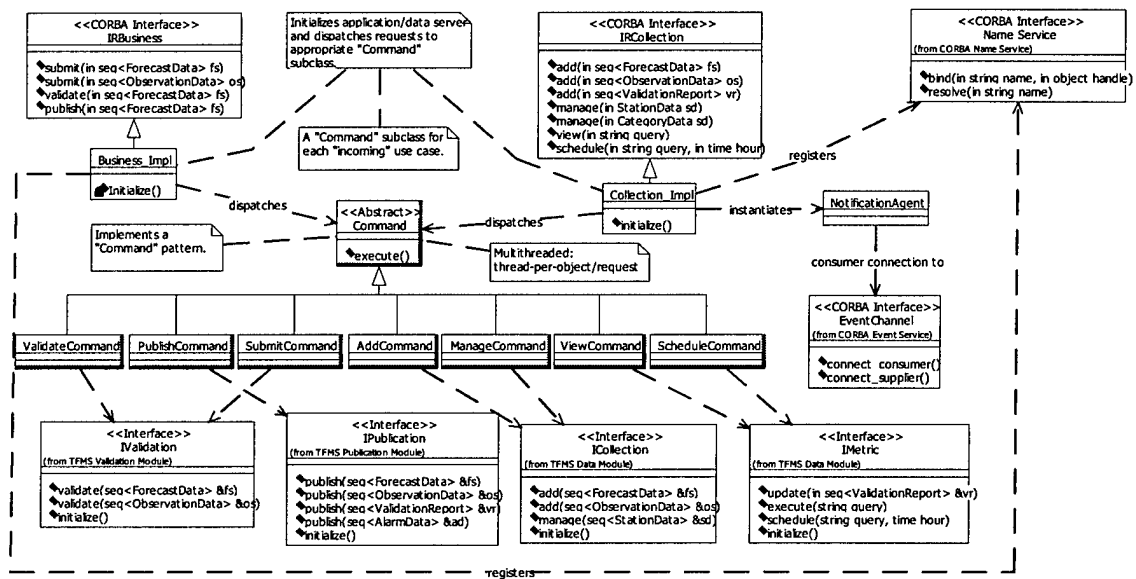 <<CORBA Interface>>
IRBusiness
submit(in seq<ForecastData> fs)
submit(in seq<ObservationData> os)
validate(in seq<ForecastData> fs)
publish(in seq<ForecastData> fs)
Initializes application/data server
and dispatches requests to
appropriate "Command"
subclass.
<<CORBA Interface>>
IRCollection
add(in seq<ForecastData> fs)
add(in seq<ObservationData> os)
add(in seq<ValidationReport> vr)
manage(in StationData sd)
manage(in CategoryData sd)
view(in string query)
schedule(in string query, in time hour)
<<CORBA Interface>>
Name Service
(from CORBA Name Service)
bind(in string name, in object handle)
resolve(in string name)
A "Command" subclass for
each "incoming" use case.
Business_Impl
Initialize()
registers
Collection_Impl
initialize()
dispatches
dispatches
instantiates
NotificationAgent
<<Abstract>>
Command
execute()
Implements a
"Command" pattern.
Multithreaded:
thread-per-object/request
consumer connection to
<<CORBA Interface>>
EventChannel
(from CORBA Event Service)
connect_consumer()
connect_supplier()
ValidateCommand
PublishCommand
SubmitCommand
AddCommand
ManageCommand
ViewCommand
ScheduleCommand
<<Interface>>
IValidation
(from TFMS Validation Module)
validate(seq<ForecastData> &fs)
validate(seq<ObservationData> &os)
initialize()
<<Interface>>
IPublication
(from TFMS Publication Module)
publish(seq<ForecastData> &fs)
publish(seq<ObservationData> &os)
publish(seq<ValidationReport> &vr)
publish(seq<AlarmData> &ad)
initialize()
<<Interface>>
ICollection
(from TFMS Data Module)
add(seq<ForecastData> &fs)
add(seq<ObservationData> &os)
manage(seq<StationData> &sd)
initialize()
<<Interface>>
IMetric
(from TFMS Data Module)
update(in seq<ValidationReport> &vr)
execute(string query)
schedule(string query, time hour)
initialize()
registers